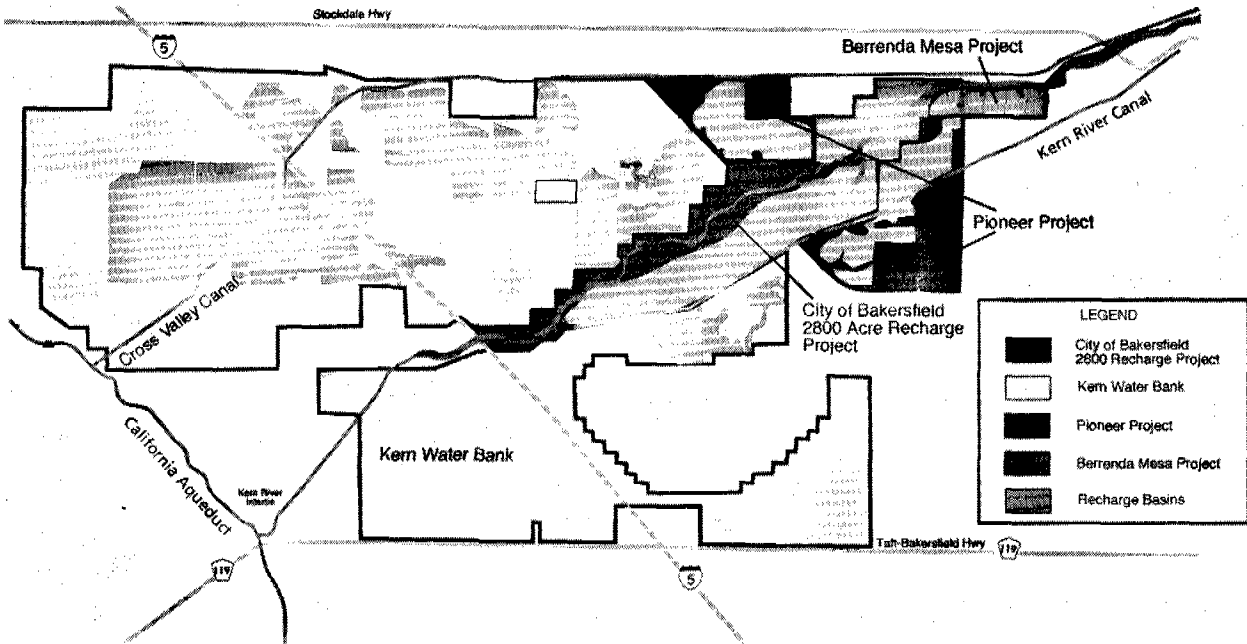 Stockdale Hwy
5
Berrenda Mesa Project
Kern River Canal
Pioneer Project
Cross Valley Canal
City of Bakersfield
2800 Acre Recharge
Project
LEGEND
City of Bakersfield
2800 Recharge Project
Kern Water Bank
Pioneer Project
Berrenda Mesa Project
Recharge Basins
California Aqueduct
Kern Water Bank
Kern River
Intertie
Taft-Bakersfield Hwy
119
119
5